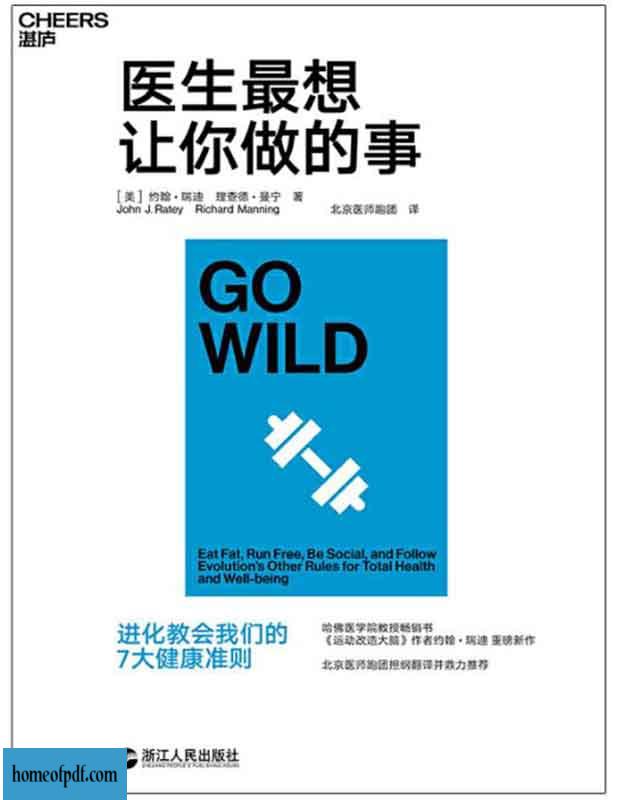 CHEERS
湛庐
医生最想
让你做的事
[美] 约翰·瑞迪 理查德·曼宁 著
John J. Ratey Richard Manning
北京医师跑团 译
GO
WILD
Eat Fat, Run Free, Be Social, and Follow
Evolution's Other Rules for Total Health
and Well-being
进化教会我们的
7大健康准则
哈佛医学院教授畅销书
《运动改造大脑》作者约翰·瑞迪 重磅新作
北京医师跑团担纲翻译并鼎力推荐
浙江人民出版社
ZHEJIANG PEOPLE'S PUBLISHING HOUSE
homeofpdf.com